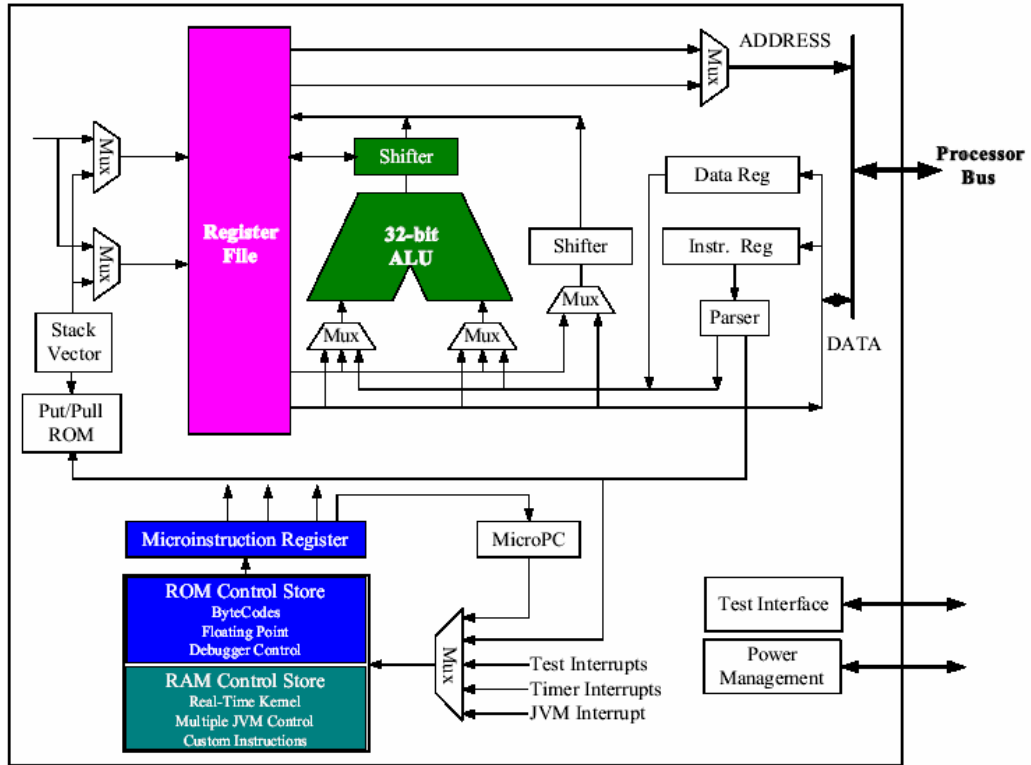 ADDRESS
Mux
Mux
Shifter
Processor
Bus
Data Reg
Register
File
32-bit
ALU
Shifter
Instr. Reg
Mux
Mux
Stack
Vector
Mux
Mux
Parser
DATA
Put/Pull
ROM
Microinstruction Register
MicroPC
ROM Control Store
ByteCodes
Floating Point
Debugger Control
Test Interface
Mux
Test Interrupts
Timer Interrupts
JVM Interrupt
Power
Management
RAM Control Store
Real-Time Kernel
Multiple JVM Control
Custom Instructions